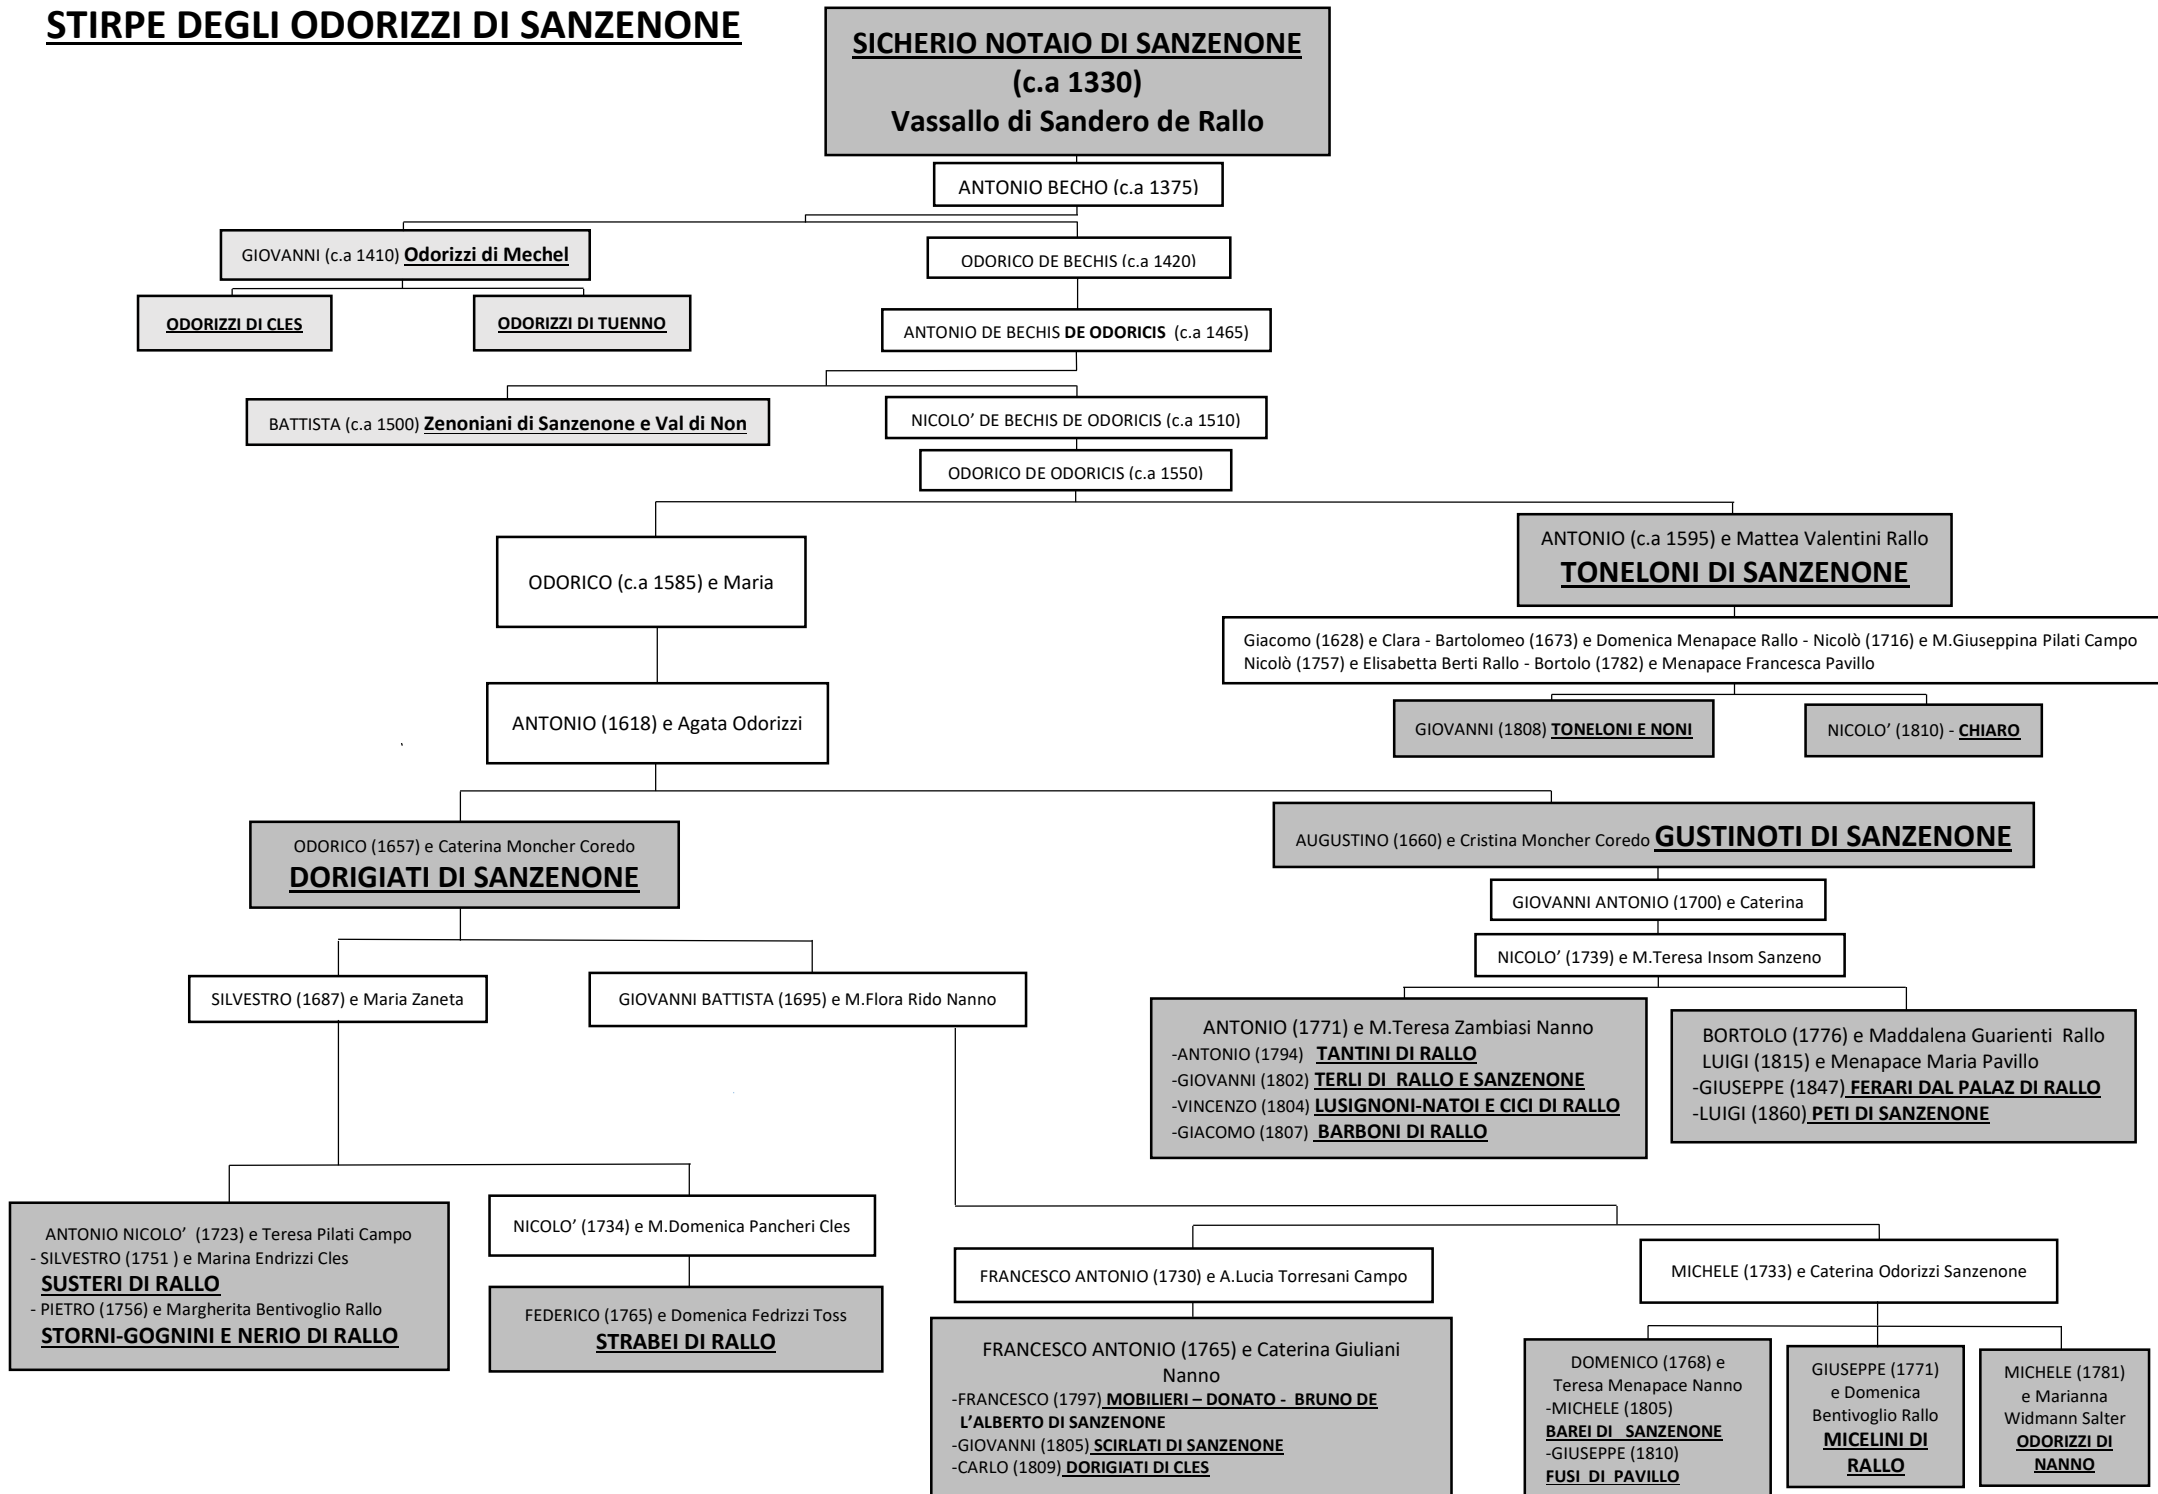 STIRPE DEGLI ODORIZZI DI SANZENONE
SICHERIO NOTAIO DI SANZENONE
(c.a 1330)
Vassallo di Sandero de Rallo
ANTONIO BECHO (c.a 1375)
GIOVANNI (c.a 1410) Odorizzi di Mechel
ODORICO DE BECHIS (c.a 1420)
ODORIZZI DI CLES
ODORIZZI DI TUENNO
ANTONIO DE BECHIS DE ODORICIS (c.a 1465)
BATTISTA (c.a 1500) Zenoniani di Sanzenone e Val di Non
NICOLO’ DE BECHIS DE ODORICIS (c.a 1510)
ODORICO DE ODORICIS (c.a 1550)
ODORICO (c.a 1585) e Maria
ANTONIO (c.a 1595) e Mattea Valentini Rallo
TONELONI DI SANZENONE
Giacomo (1628) e Clara - Bartolomeo (1673) e Domenica Menapace Rallo - Nicolò (1716) e M.Giuseppina Pilati Campo
Nicolò (1757) e Elisabetta Berti Rallo - Bortolo (1782) e Menapace Francesca Pavillo
ANTONIO (1618) e Agata Odorizzi
GIOVANNI (1808) TONELONI E NONI
NICOLO’ (1810) - CHIARO
ODORICO (1657) e Caterina Moncher Coredo
DORIGIATI DI SANZENONE
AUGUSTINO (1660) e Cristina Moncher Coredo GUSTINOTI DI SANZENONE
GIOVANNI ANTONIO (1700) e Caterina
NICOLO’ (1739) e M.Teresa Insom Sanzeno
SILVESTRO (1687) e Maria Zaneta
GIOVANNI BATTISTA (1695) e M.Flora Rido Nanno
ANTONIO (1771) e M.Teresa Zambiasi Nanno
-ANTONIO (1794) TANTINI DI RALLO
-GIOVANNI (1802) TERLI DI RALLO E SANZENONE
-VINCENZO (1804) LUSIGNONI-NATOI E CICI DI RALLO
-GIACOMO (1807) BARBONI DI RALLO
BORTOLO (1776) e Maddalena Guarienti Rallo
LUIGI (1815) e Menapace Maria Pavillo
-GIUSEPPE (1847) FERARI DAL PALAZ DI RALLO
-LUIGI (1860) PETI DI SANZENONE
ANTONIO NICOLO’ (1723) e Teresa Pilati Campo
- SILVESTRO (1751 ) e Marina Endrizzi Cles
SUSTERI DI RALLO
- PIETRO (1756) e Margherita Bentivoglio Rallo
STORNI-GOGNINI E NERIO DI RALLO
NICOLO’ (1734) e M.Domenica Pancheri Cles
FEDERICO (1765) e Domenica Fedrizzi Toss
STRABEI DI RALLO
FRANCESCO ANTONIO (1730) e A.Lucia Torresani Campo
MICHELE (1733) e Caterina Odorizzi Sanzenone
FRANCESCO ANTONIO (1765) e Caterina Giuliani
Nanno
-FRANCESCO (1797) MOBILIERI – DONATO - BRUNO DE
L’ALBERTO DI SANZENONE
-GIOVANNI (1805) SCIRLATI DI SANZENONE
-CARLO (1809) DORIGIATI DI CLES
DOMENICO (1768) e
Teresa Menapace Nanno
-MICHELE (1805)
BAREI DI SANZENONE
-GIUSEPPE (1810)
FUSI DI PAVILLO
GIUSEPPE (1771)
e Domenica
Bentivoglio Rallo
MICELINI DI
RALLO
MICHELE (1781)
e Marianna
Widmann Salter
ODORIZZI DI
NANNO